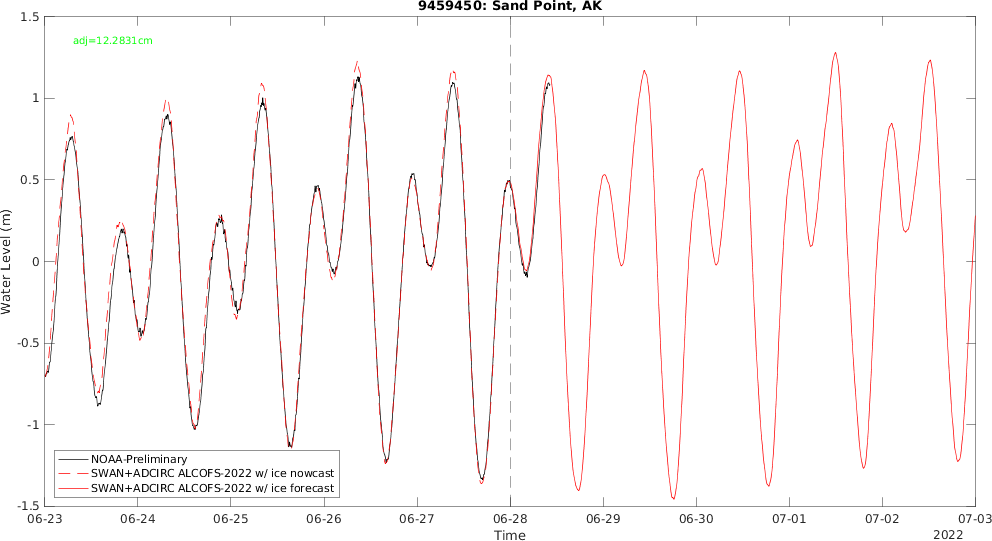 9459450: Sand Point, AK
adj=12.2831cm
Water Level (m)
1.5
1
0.5
0
-0.5
-1
-1.5
NOAA-Preliminary
SWAN+ADCIRC ALCOFS-2022 w/ ice nowcast
SWAN+ADCIRC ALCOFS-2022 w/ ice forecast
06-23 06-24 06-25 06-26 06-27 06-28 06-29 06-30 07-01 07-02 07-03
Time
2022